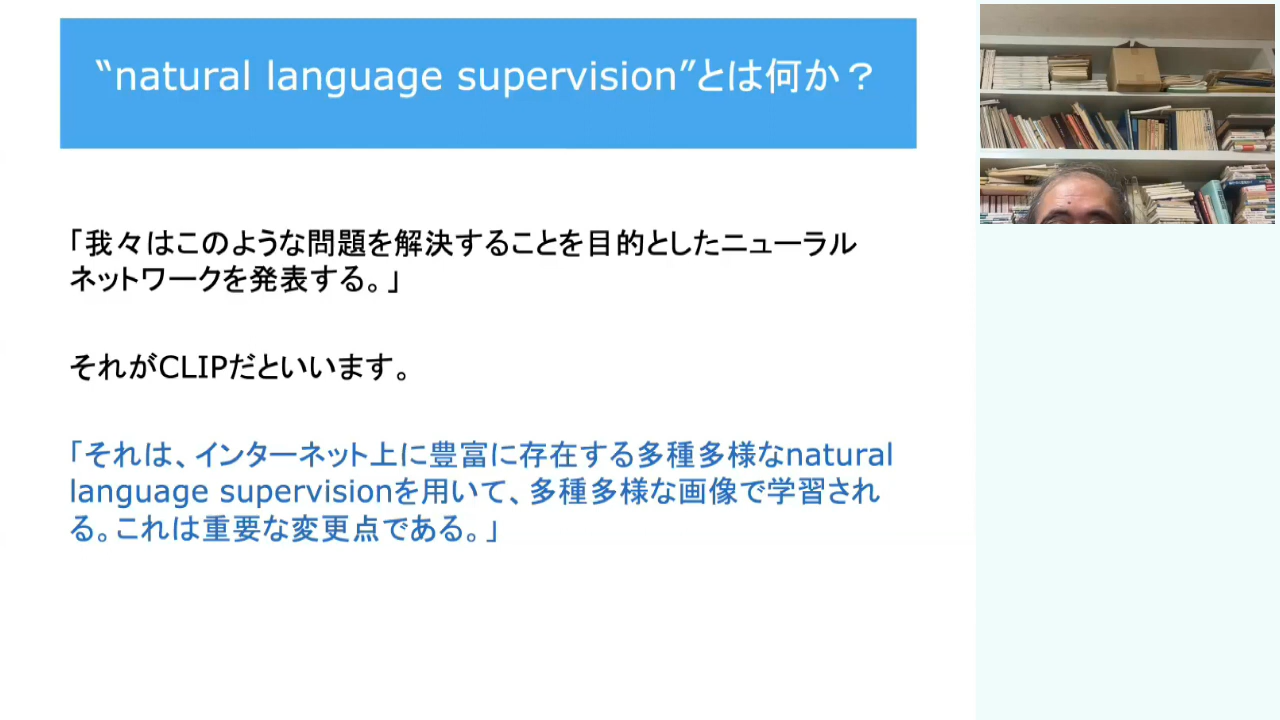 “natural language supervision”とは何か？
「我々はこのような問題を解決することを目的としたニューラル
ネットワークを発表する。」
それがCLIPだといいます。
「それは、インターネット上に豊富に存在する多種多様なnatural
language supervisionを用いて、多種多様な画像で学習され
る。これは重要な変更点である。」